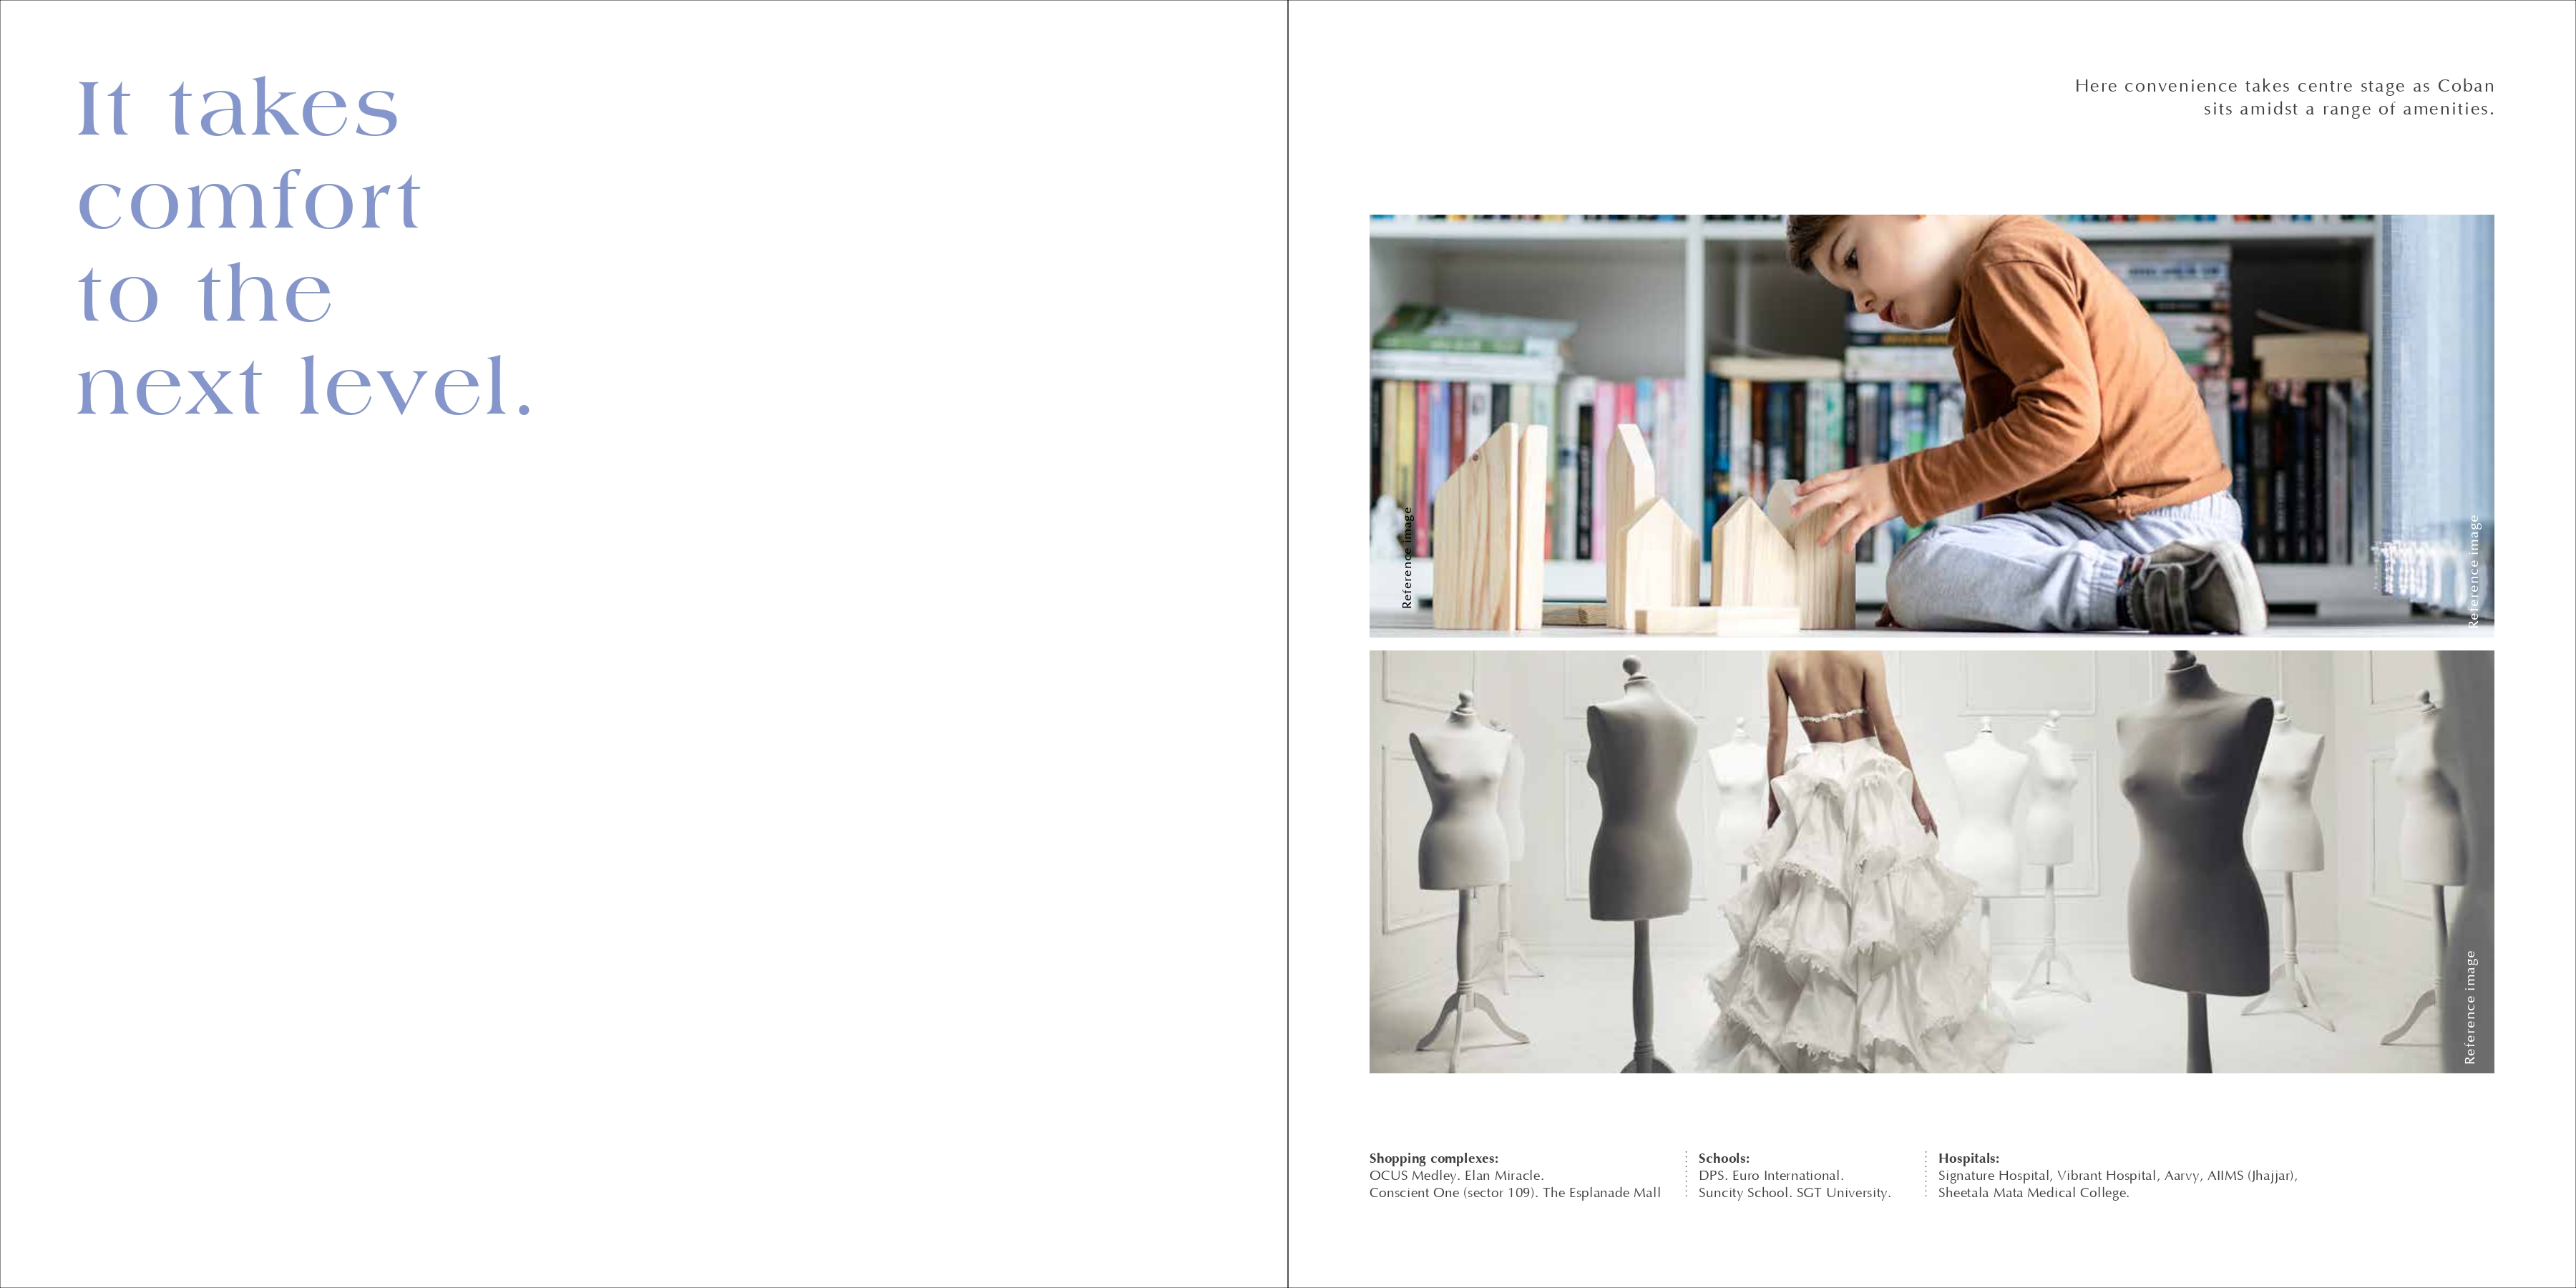 It takes
comfort
to the
next level.
Here convenience takes centre stage as Coban
sits amidst a range of amenities.
Reference image
Reference image
Reference image
Shopping complexes:
OCUS Medley. Elan Miracle.
Conscient One (sector 109). The Esplanade Mall
Schools:
DPS. Euro International.
Suncity School. SGT University.
Hospitals:
Signature Hospital, Vibrant Hospital, Aarvy, AIIMS (Jhajjar),
Sheetala Mata Medical College.